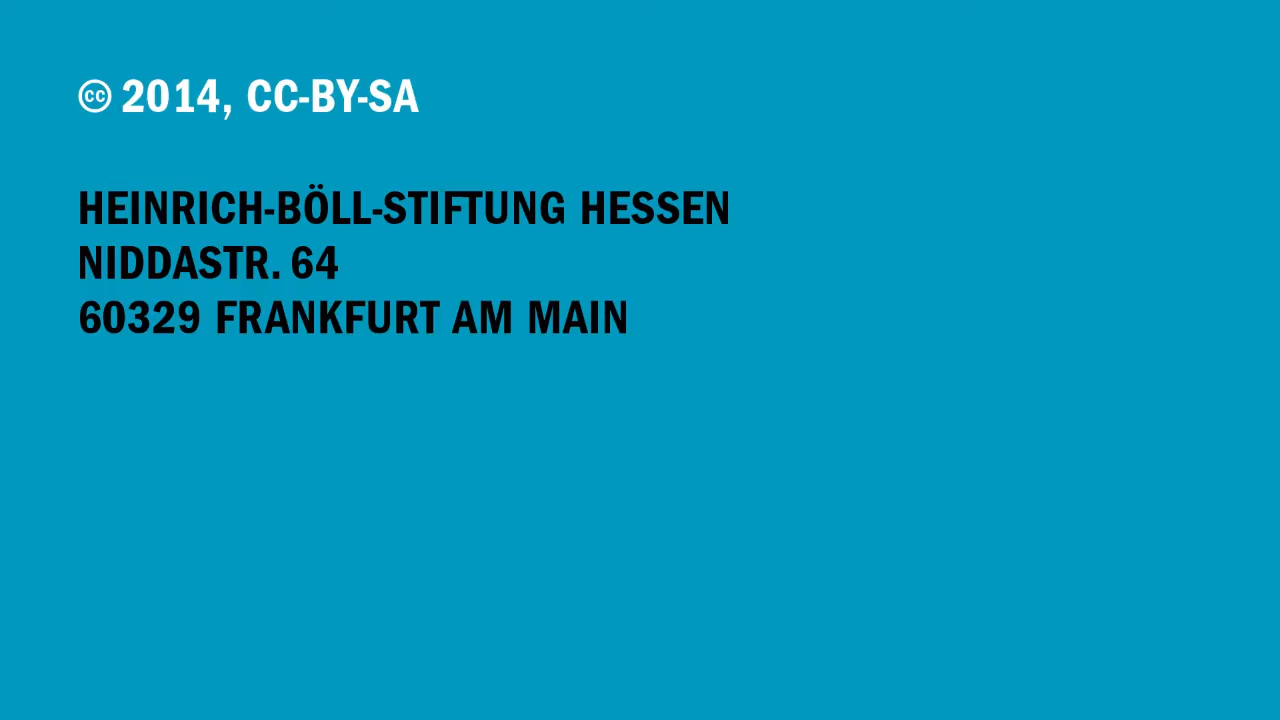 🅭 2014, CC-BY-SA
HEINRICH-BÖLL-STIFTUNG HESSEN
NIDDASTR. 64
60329 FRANKFURT AM MAIN